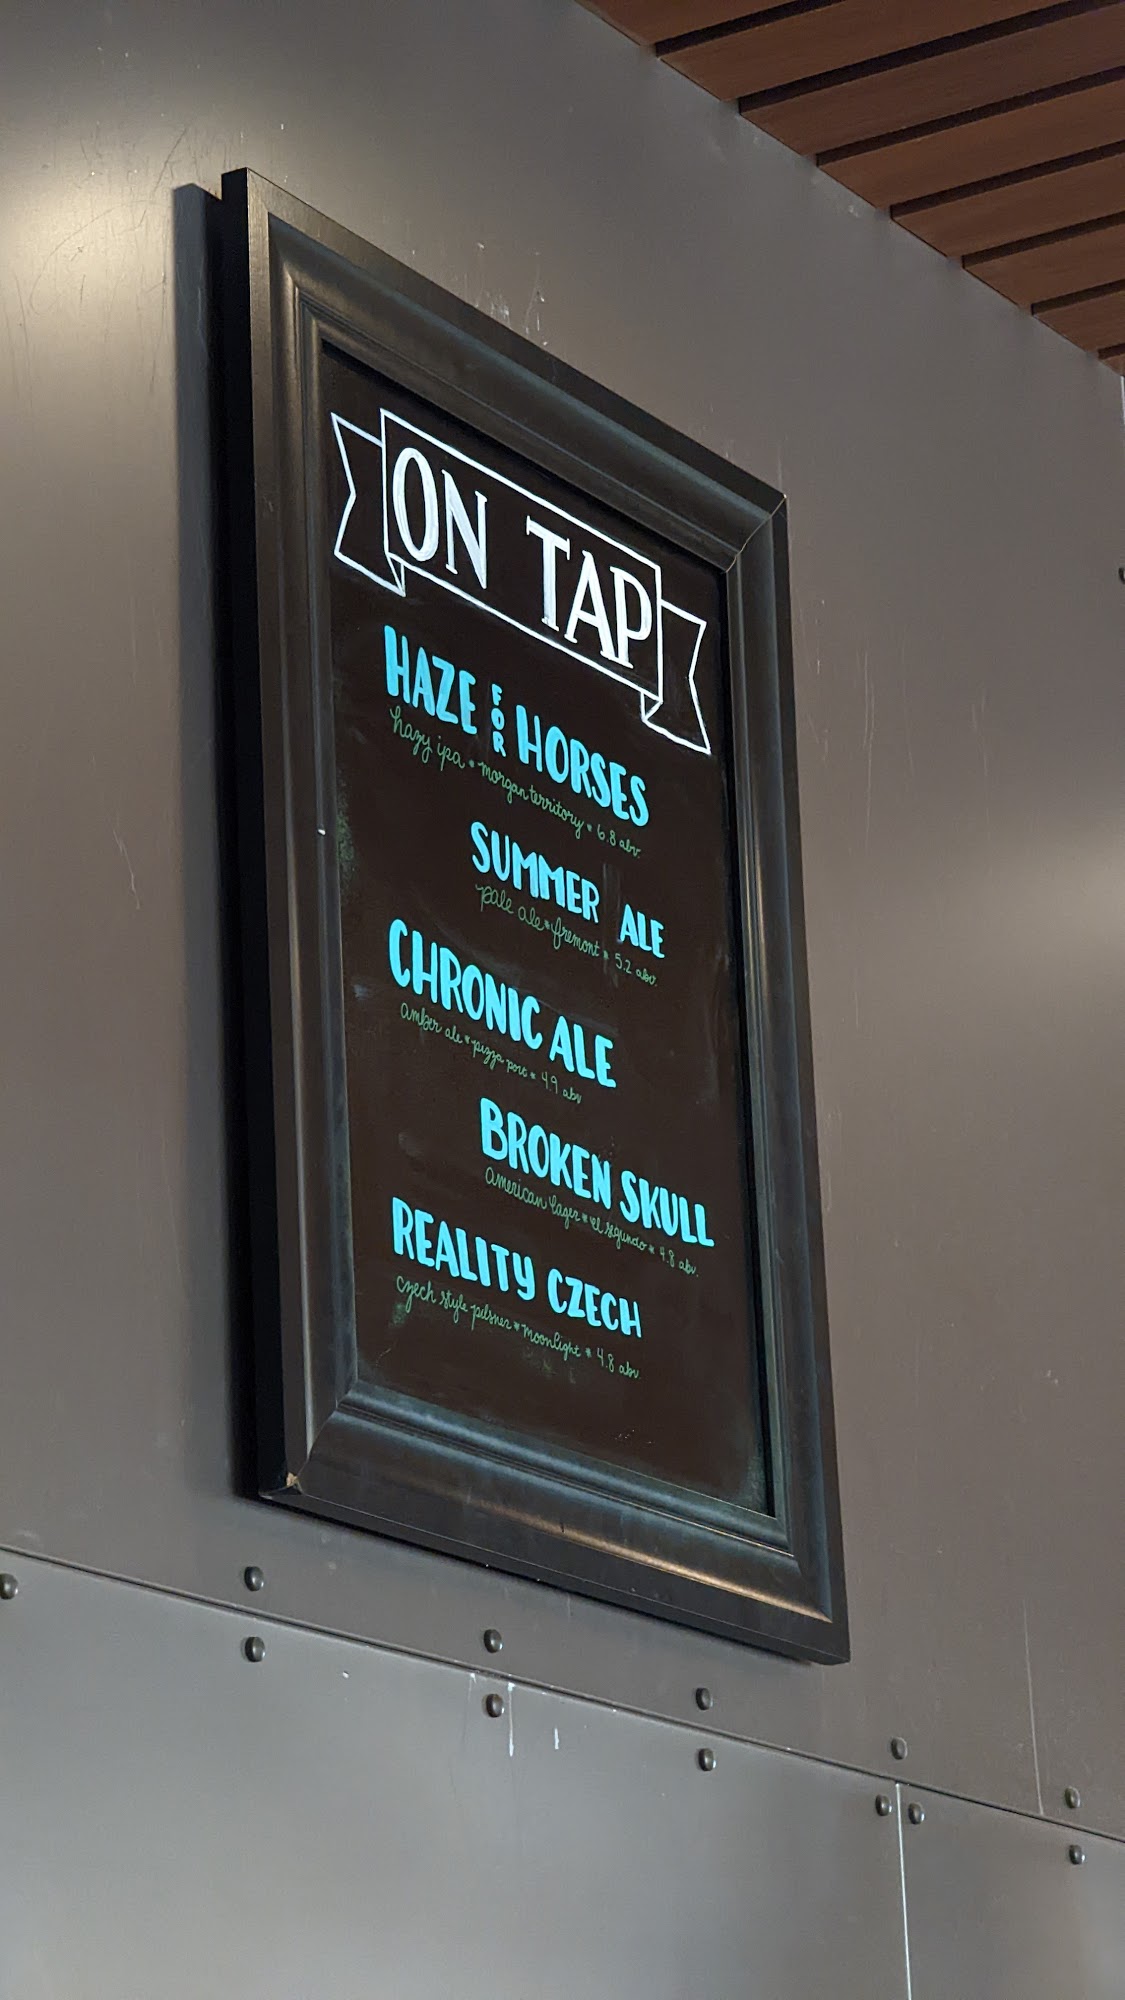 ON TAP
HAZE FOR HORSES
hazy ipa * morgan territory * 6.8 abv.
SUMMER ALE
pale ale * fremont * 5.2 abv.
CHRONIC ALE
amber ale * pizza port * 4.9 abv
BROKEN SKULL
american lager * el segundo * 4.8 abv.
REALITY CZECH
czech style pilsner * moonlight * 4.8 abv.